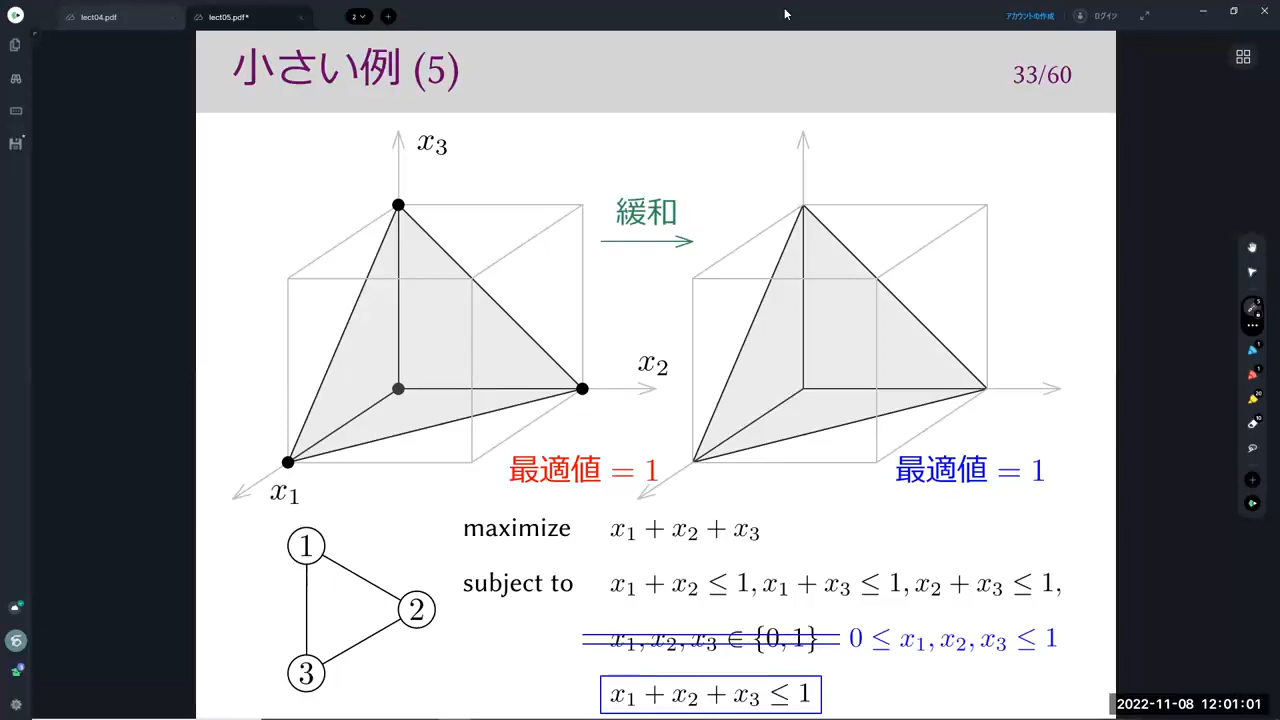 lect04.pdf
lect05.pdf*
2
アカウントの作成
ログイン
小さい例 (5)
33/60
x₃
緩和
x₂
最適値 = 1
最適値 = 1
x₁
maximize x₁ + x₂ + x₃
1
subject to x₁ + x₂ ≤ 1, x₁ + x₃ ≤ 1, x₂ + x₃ ≤ 1,
2
x₁, x₂, x₃ ∈ {0, 1} 0 ≤ x₁, x₂, x₃ ≤ 1
3
x₁ + x₂ + x₃ ≤ 1
2022-11-08 12:01:01